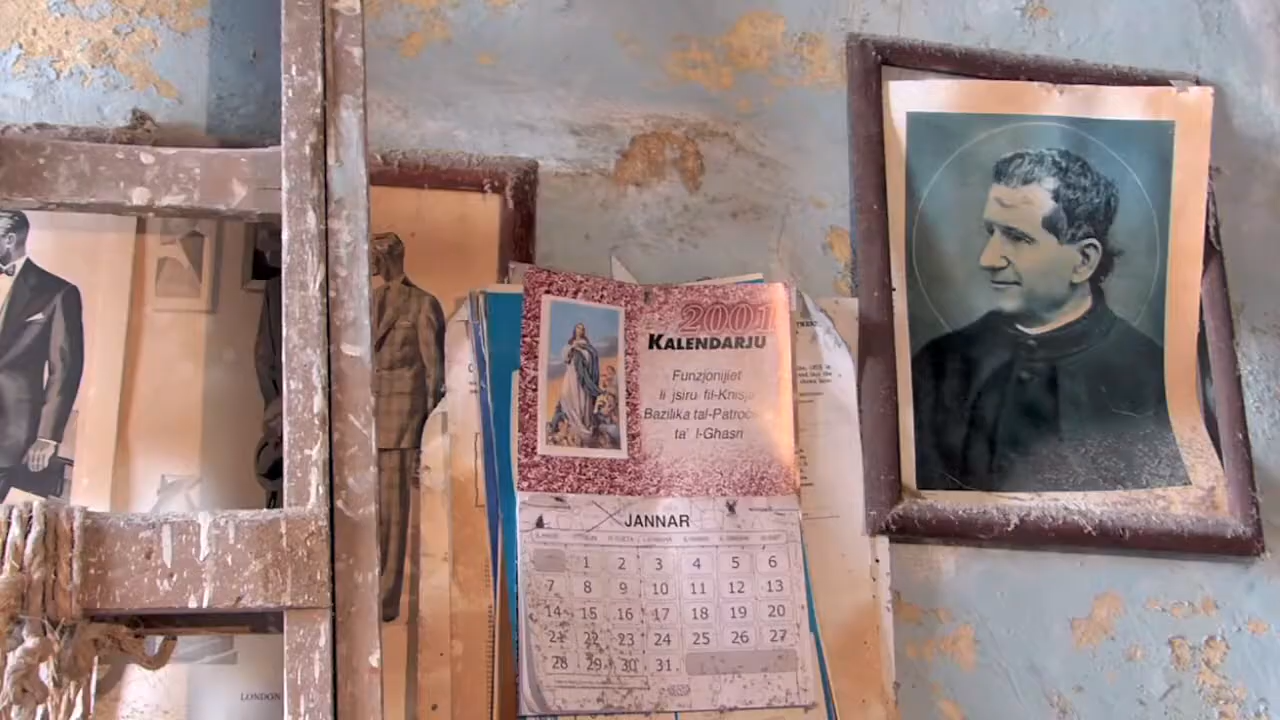 2001
KALENDARJU
Funzjonijiet
li jsiru fil-Knisja
Bazilika tal-Patroċ
ta' l-Għasri
JANNAR
1 2 3 4 5 6
7 8 9 10 11 12 13
14 15 16 17 18 19 20
21 22 23 24 25 26 27
28 29 30 31
LONDON